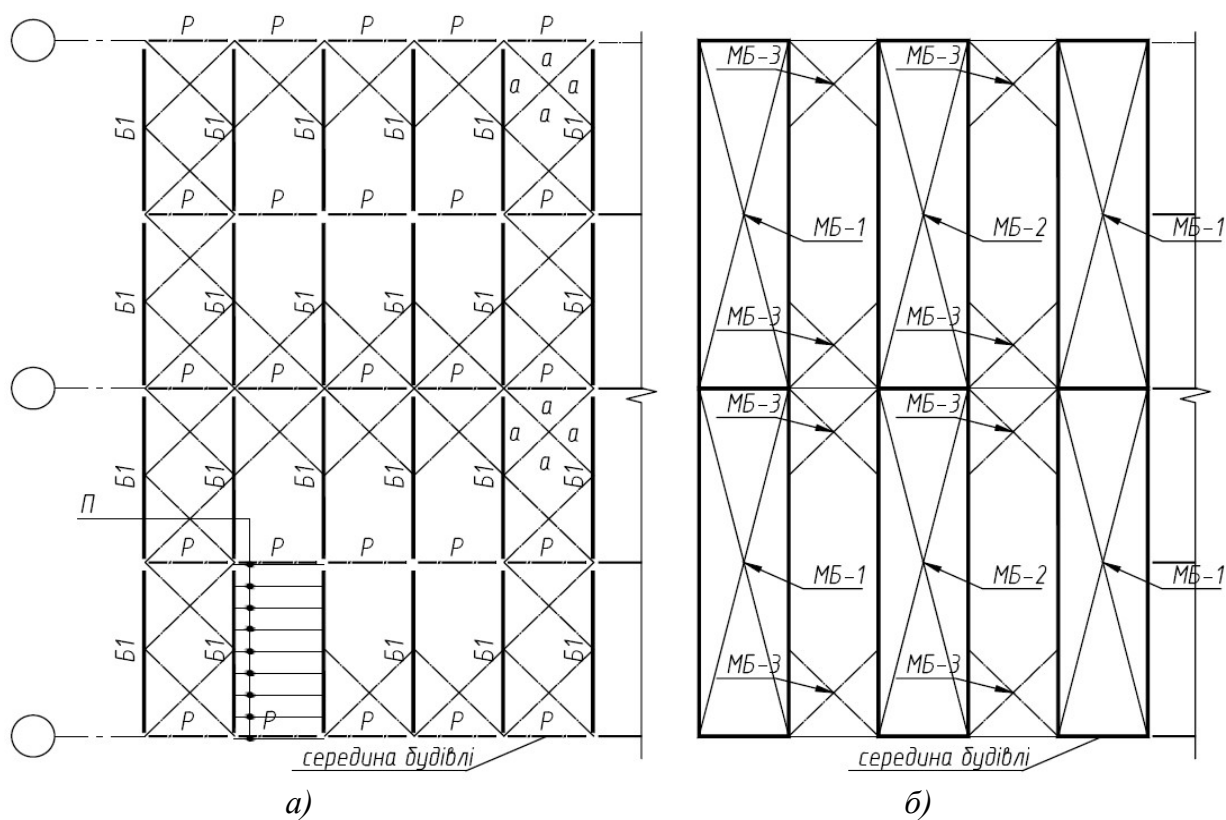 Р Р Р Р Р
а
а а
а
Б1 Б1 Б1 Б1 Б1 Б1
Р Р Р Р Р
Б1 Б1 Б1 Б1 Б1 Б1
Р Р Р Р Р
а
а а
а
Б1 Б1 Б1 Б1 Б1 Б1
П
Р Р Р Р Р
Б1 Б1 Б1 Б1 Б1
Р Р Р Р Р
середина будівлі
а)
МБ-3 МБ-3
МБ-1 МБ-2 МБ-1
МБ-3 МБ-3
МБ-3 МБ-3
МБ-1 МБ-2 МБ-1
МБ-3 МБ-3
середина будівлі
б)